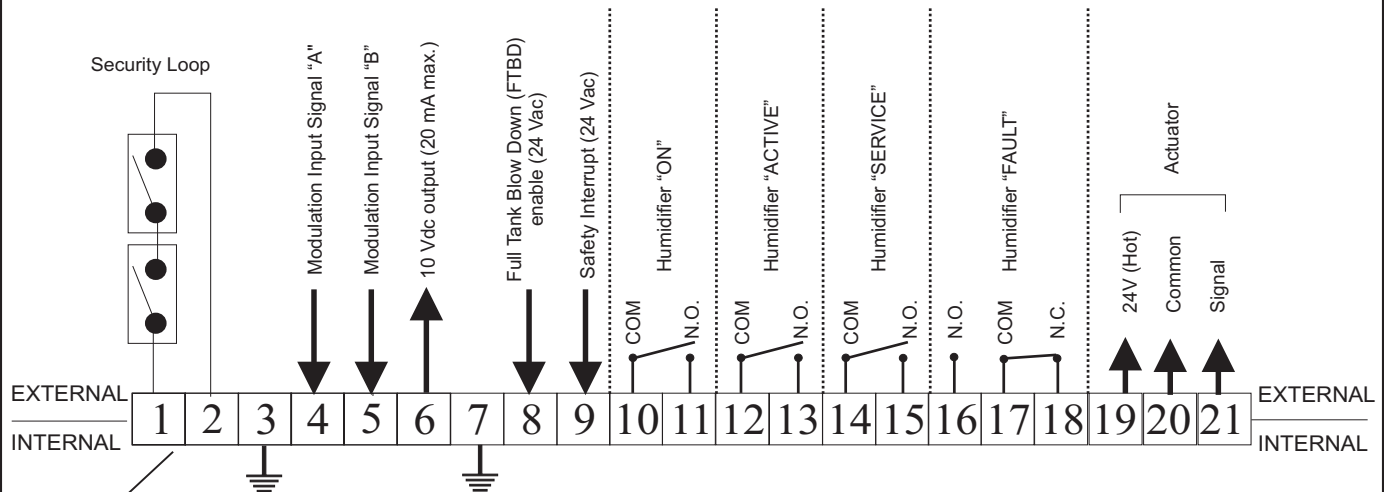 Security Loop
Modulation Input Signal “A"
Modulation Input Signal “B”
10 Vdc output (20 mA max.)
Full Tank Blow Down (FTBD)
enable (24 Vac)
Safety Interrupt (24 Vac)
Humidifier “ON”
Humidifier “ACTIVE”
Humidifier “SERVICE”
Humidifier “FAULT”
Actuator
COM
N.O.
COM
N.O.
COM
N.O.
N.O.
COM
N.C.
24V (Hot)
Common
Signal
EXTERNAL
INTERNAL
1 2 3 4 5 6 7 8 9 10 11 12 13 14 15 16 17 18 19 20 21
EXTERNAL
INTERNAL